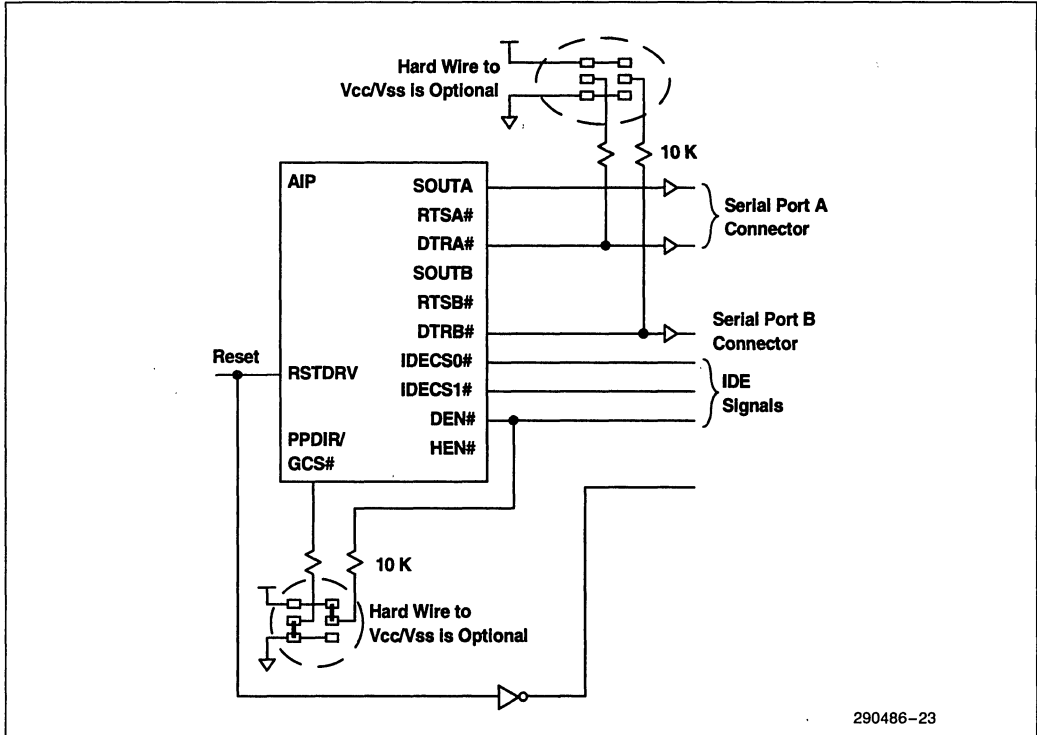 Hard Wire to
Vcc/Vss is Optional
10 K
AIP
SOUTA
RTSA#
DTRA#
SOUTB
RTSB#
DTRB#
IDECS0#
IDECS1#
DEN#
HEN#
Serial Port A
Connector
Serial Port B
Connector
IDE
Signals
Reset
RSTDRV
PPDIR/
GCS#
10 K
Hard Wire to
Vcc/Vss is Optional
290486–23